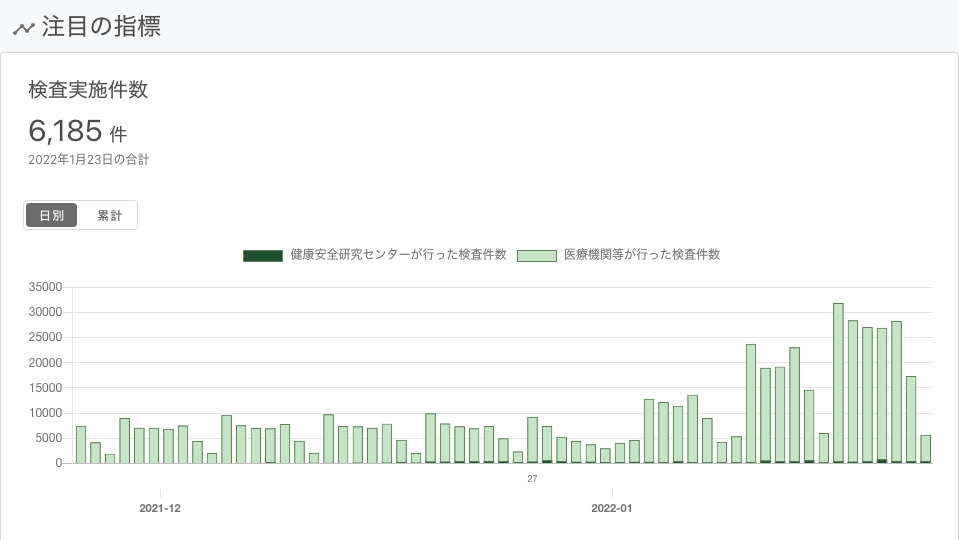 注目の指標
検査実施件数
6,185 件
2022年1月23日の合計
日別 累計
健康安全研究センターが行った検査件数 医療機関等が行った検査件数
35000
30000
25000
20000
15000
10000
5000
0
27
2021-12 2022-01